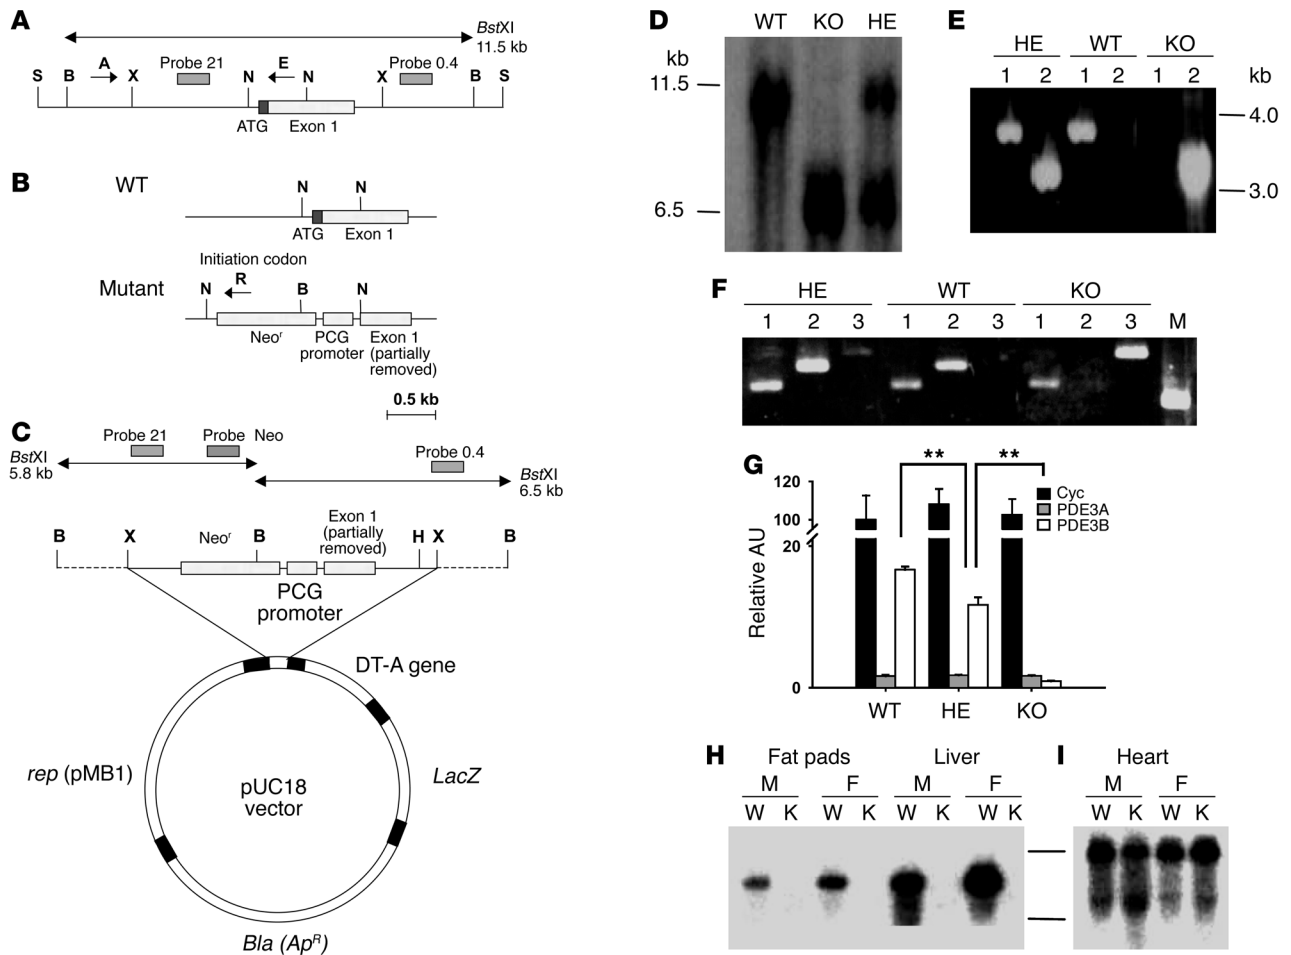 A
BstXI
11.5 kb
A Probe 21 E Probe 0.4
S B X N N X B S
ATG Exon 1
B
WT
N N
ATG Exon 1
Initiation codon
Mutant
N R B N
Neoʳ PCG promoter Exon 1 (partially removed)
0.5 kb
C
Probe 21 Probe Neo
BstXI
5.8 kb
Probe 0.4
BstXI
6.5 kb
Exon 1
(partially
removed)
B X Neoʳ B H X B
PCG
promoter
DT-A gene
rep (pMB1)
LacZ
pUC18
vector
Bla (Apᴿ)
D
WT KO HE
kb
11.5
6.5
E
HE WT KO
1 2 1 2 1 2 kb
4.0
3.0
F
HE WT KO
1 2 3 1 2 3 1 2 3 M
G
** **
120
100
20
0
Relative AU
Cyc
PDE3A
PDE3B
WT HE KO
H
Fat pads Liver
M F M F
W K W K W K W K
I
Heart
M F
W K W K